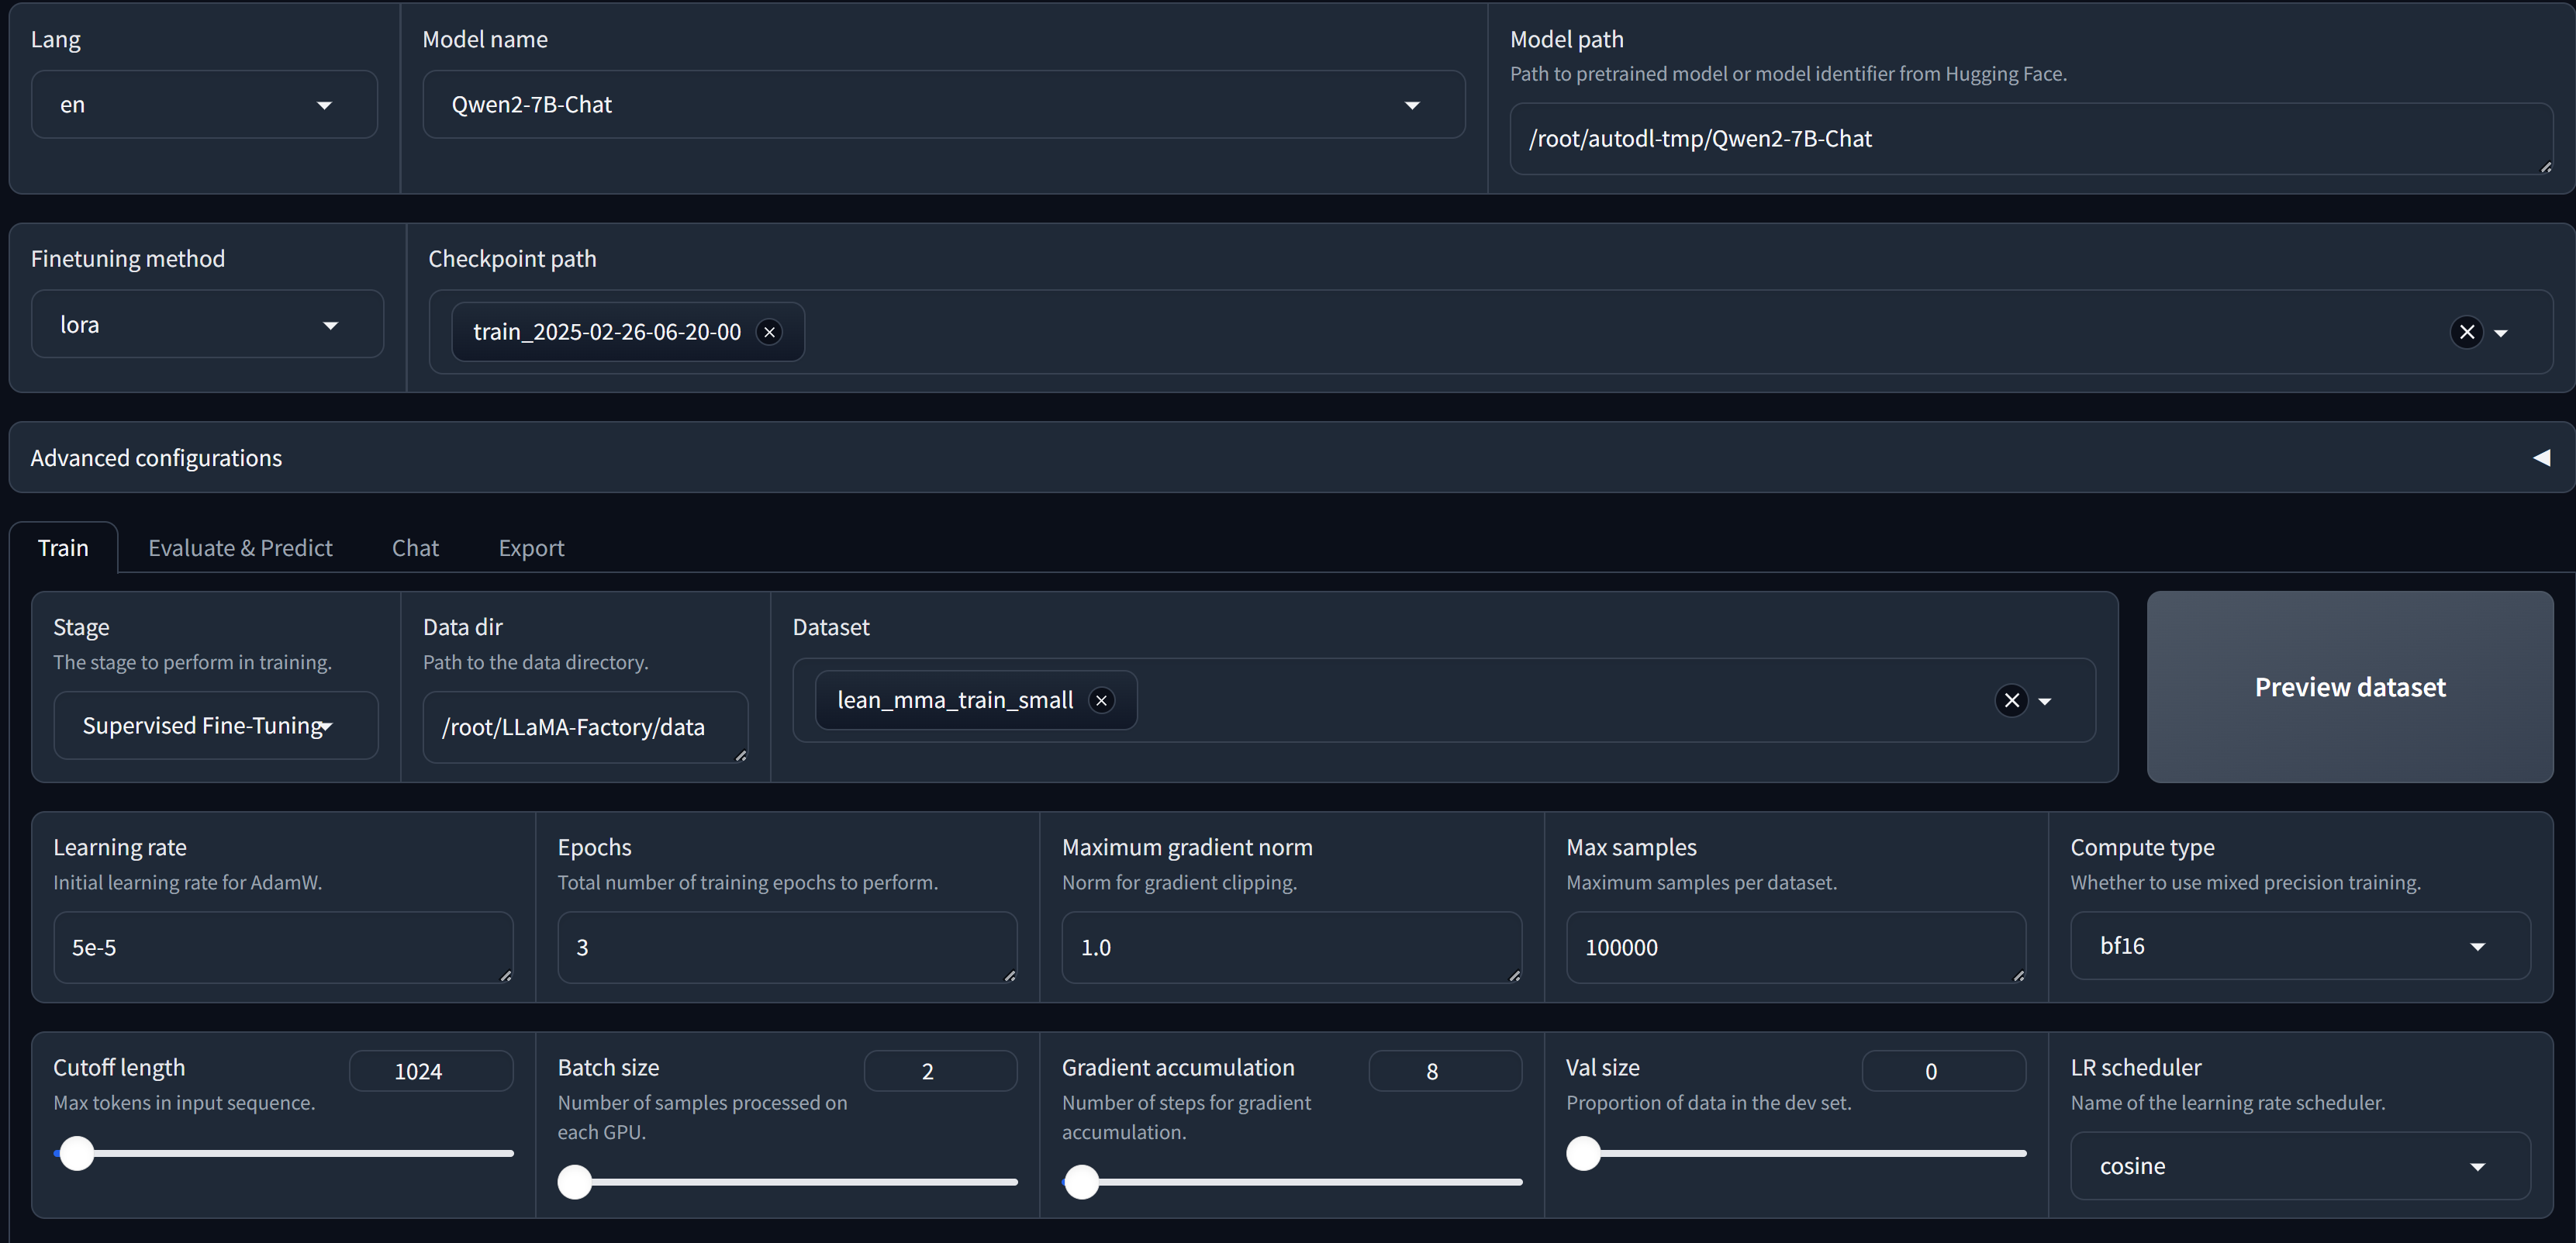 Lang
en
Model name
Qwen2-7B-Chat
Model path
Path to pretrained model or model identifier from Hugging Face.
/root/autodl-tmp/Qwen2-7B-Chat
Finetuning method
lora
Checkpoint path
train_2025-02-26-06-20-00
Advanced configurations
Train
Evaluate & Predict
Chat
Export
Stage
The stage to perform in training.
Supervised Fine-Tuning
Data dir
Path to the data directory.
/root/LLaMA-Factory/data
Dataset
lean_mma_train_small
Preview dataset
Learning rate
Initial learning rate for AdamW.
5e-5
Epochs
Total number of training epochs to perform.
3
Maximum gradient norm
Norm for gradient clipping.
1.0
Max samples
Maximum samples per dataset.
100000
Compute type
Whether to use mixed precision training.
bf16
Cutoff length
1024
Max tokens in input sequence.
Batch size
2
Number of samples processed on
each GPU.
Gradient accumulation
8
Number of steps for gradient
accumulation.
Val size
0
Proportion of data in the dev set.
LR scheduler
Name of the learning rate scheduler.
cosine